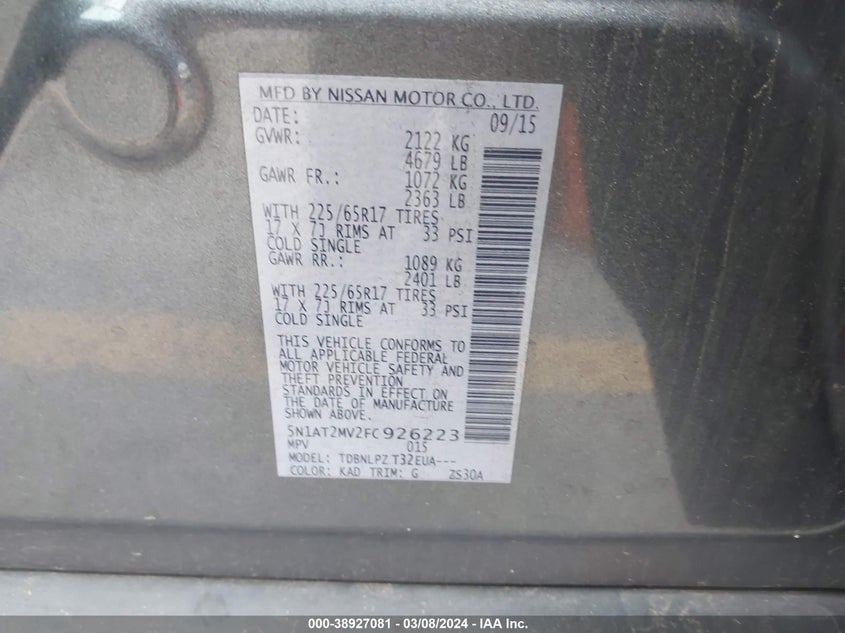 MFD BY NISSAN MOTOR CO., LTD.
DATE: 09/15
GVWR: 2122 KG
4679 LB
GAWR FR.: 1072 KG
2363 LB
WITH 225/65R17 TIRES
17 X 7J RIMS AT 33 PSI
COLD SINGLE
GAWR RR.: 1089 KG
2401 LB
WITH 225/65R17 TIRES
17 X 7J RIMS AT 33 PSI
COLD SINGLE
THIS VEHICLE CONFORMS TO
ALL APPLICABLE FEDERAL
MOTOR VEHICLE SAFETY AND
THEFT PREVENTION
STANDARDS IN EFFECT ON
THE DATE OF MANUFACTURE
SHOWN ABOVE.
5N1AT2MV2FC926223
MPV 015
MODEL: TDBNLPZ T32EUA---
COLOR: KAD TRIM: G ZS30A
000-38927081 - 03/08/2024 - IAA Inc.